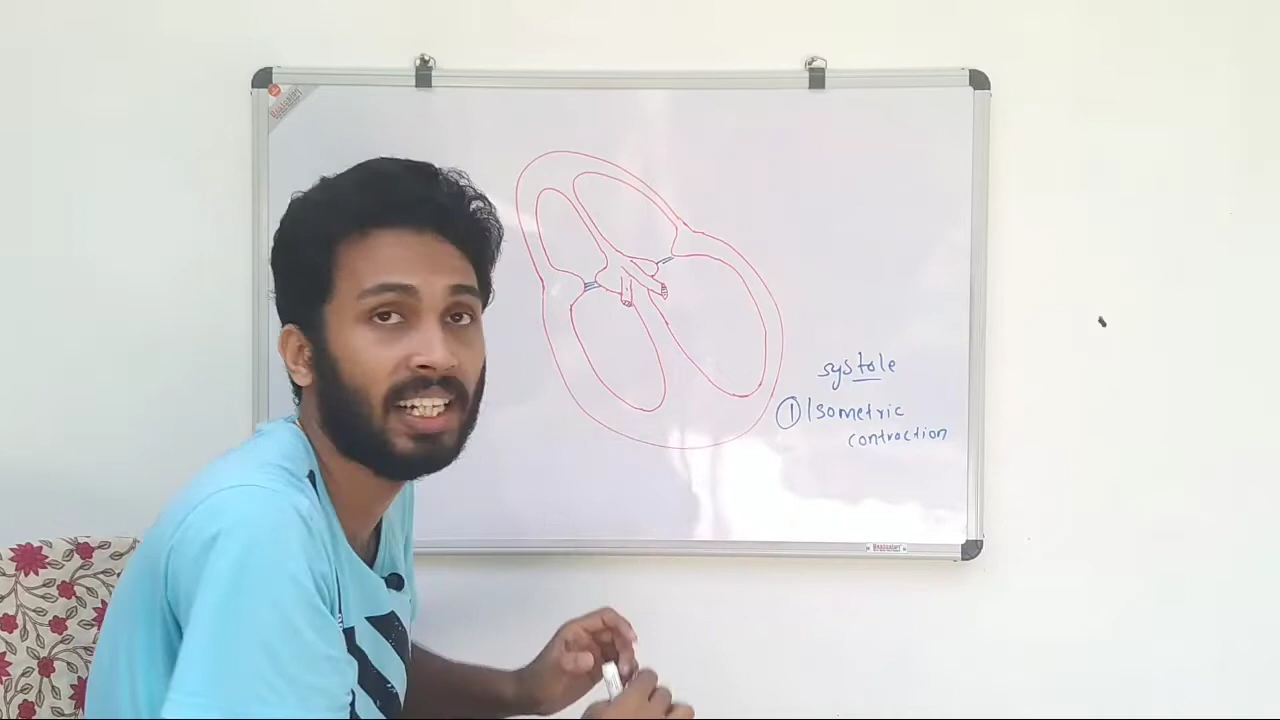 systole
① Isometric
contraction